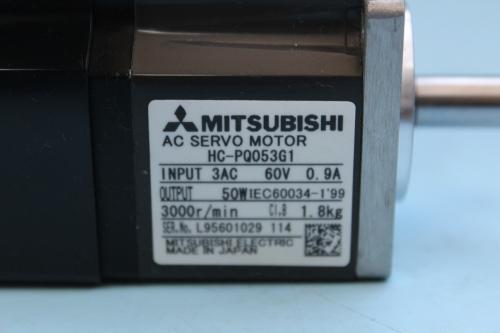 MITSUBISHI
AC SERVO MOTOR
HC-PQ053G1
INPUT 3AC 60V 0.9A
OUTPUT 50W IEC60034-1'99
3000r/min CI.B 1.8kg
SER.No. L95601029 114
MITSUBISHI ELECTRIC
MADE IN JAPAN